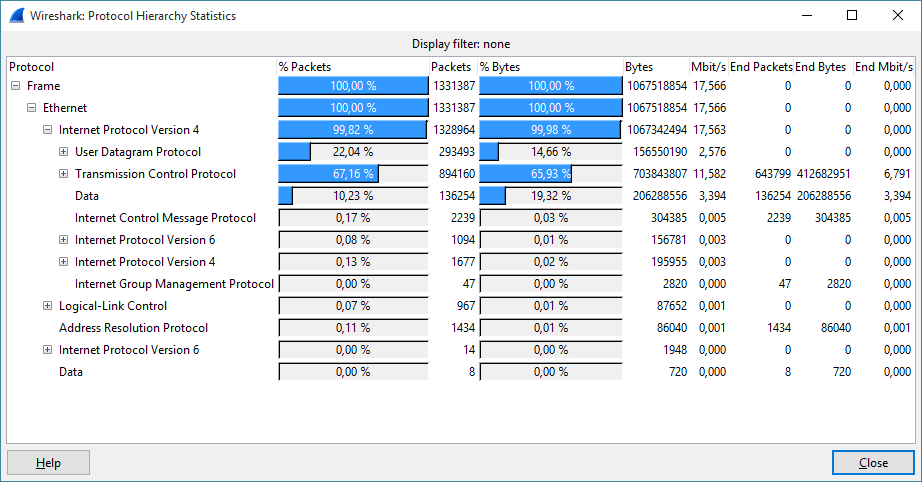 Wireshark: Protocol Hierarchy Statistics
Display filter: none
Protocol % Packets Packets % Bytes Bytes Mbit/s End Packets End Bytes End Mbit/s
Frame 100,00 % 1331387 100,00 % 1067518854 17,566 0 0 0,000
Ethernet 100,00 % 1331387 100,00 % 1067518854 17,566 0 0 0,000
Internet Protocol Version 4 99,82 % 1328964 99,98 % 1067342494 17,563 0 0 0,000
User Datagram Protocol 22,04 % 293493 14,66 % 156550190 2,576 0 0 0,000
Transmission Control Protocol 67,16 % 894160 65,93 % 703843807 11,582 643799 412682951 6,791
Data 10,23 % 136254 19,32 % 206288556 3,394 136254 206288556 3,394
Internet Control Message Protocol 0,17 % 2239 0,03 % 304385 0,005 2239 304385 0,005
Internet Protocol Version 6 0,08 % 1094 0,01 % 156781 0,003 0 0 0,000
Internet Protocol Version 4 0,13 % 1677 0,02 % 195955 0,003 0 0 0,000
Internet Group Management Protocol 0,00 % 47 0,00 % 2820 0,000 47 2820 0,000
Logical-Link Control 0,07 % 967 0,01 % 87652 0,001 0 0 0,000
Address Resolution Protocol 0,11 % 1434 0,01 % 86040 0,001 1434 86040 0,001
Internet Protocol Version 6 0,00 % 14 0,00 % 1948 0,000 0 0 0,000
Data 0,00 % 8 0,00 % 720 0,000 8 720 0,000
Help Close